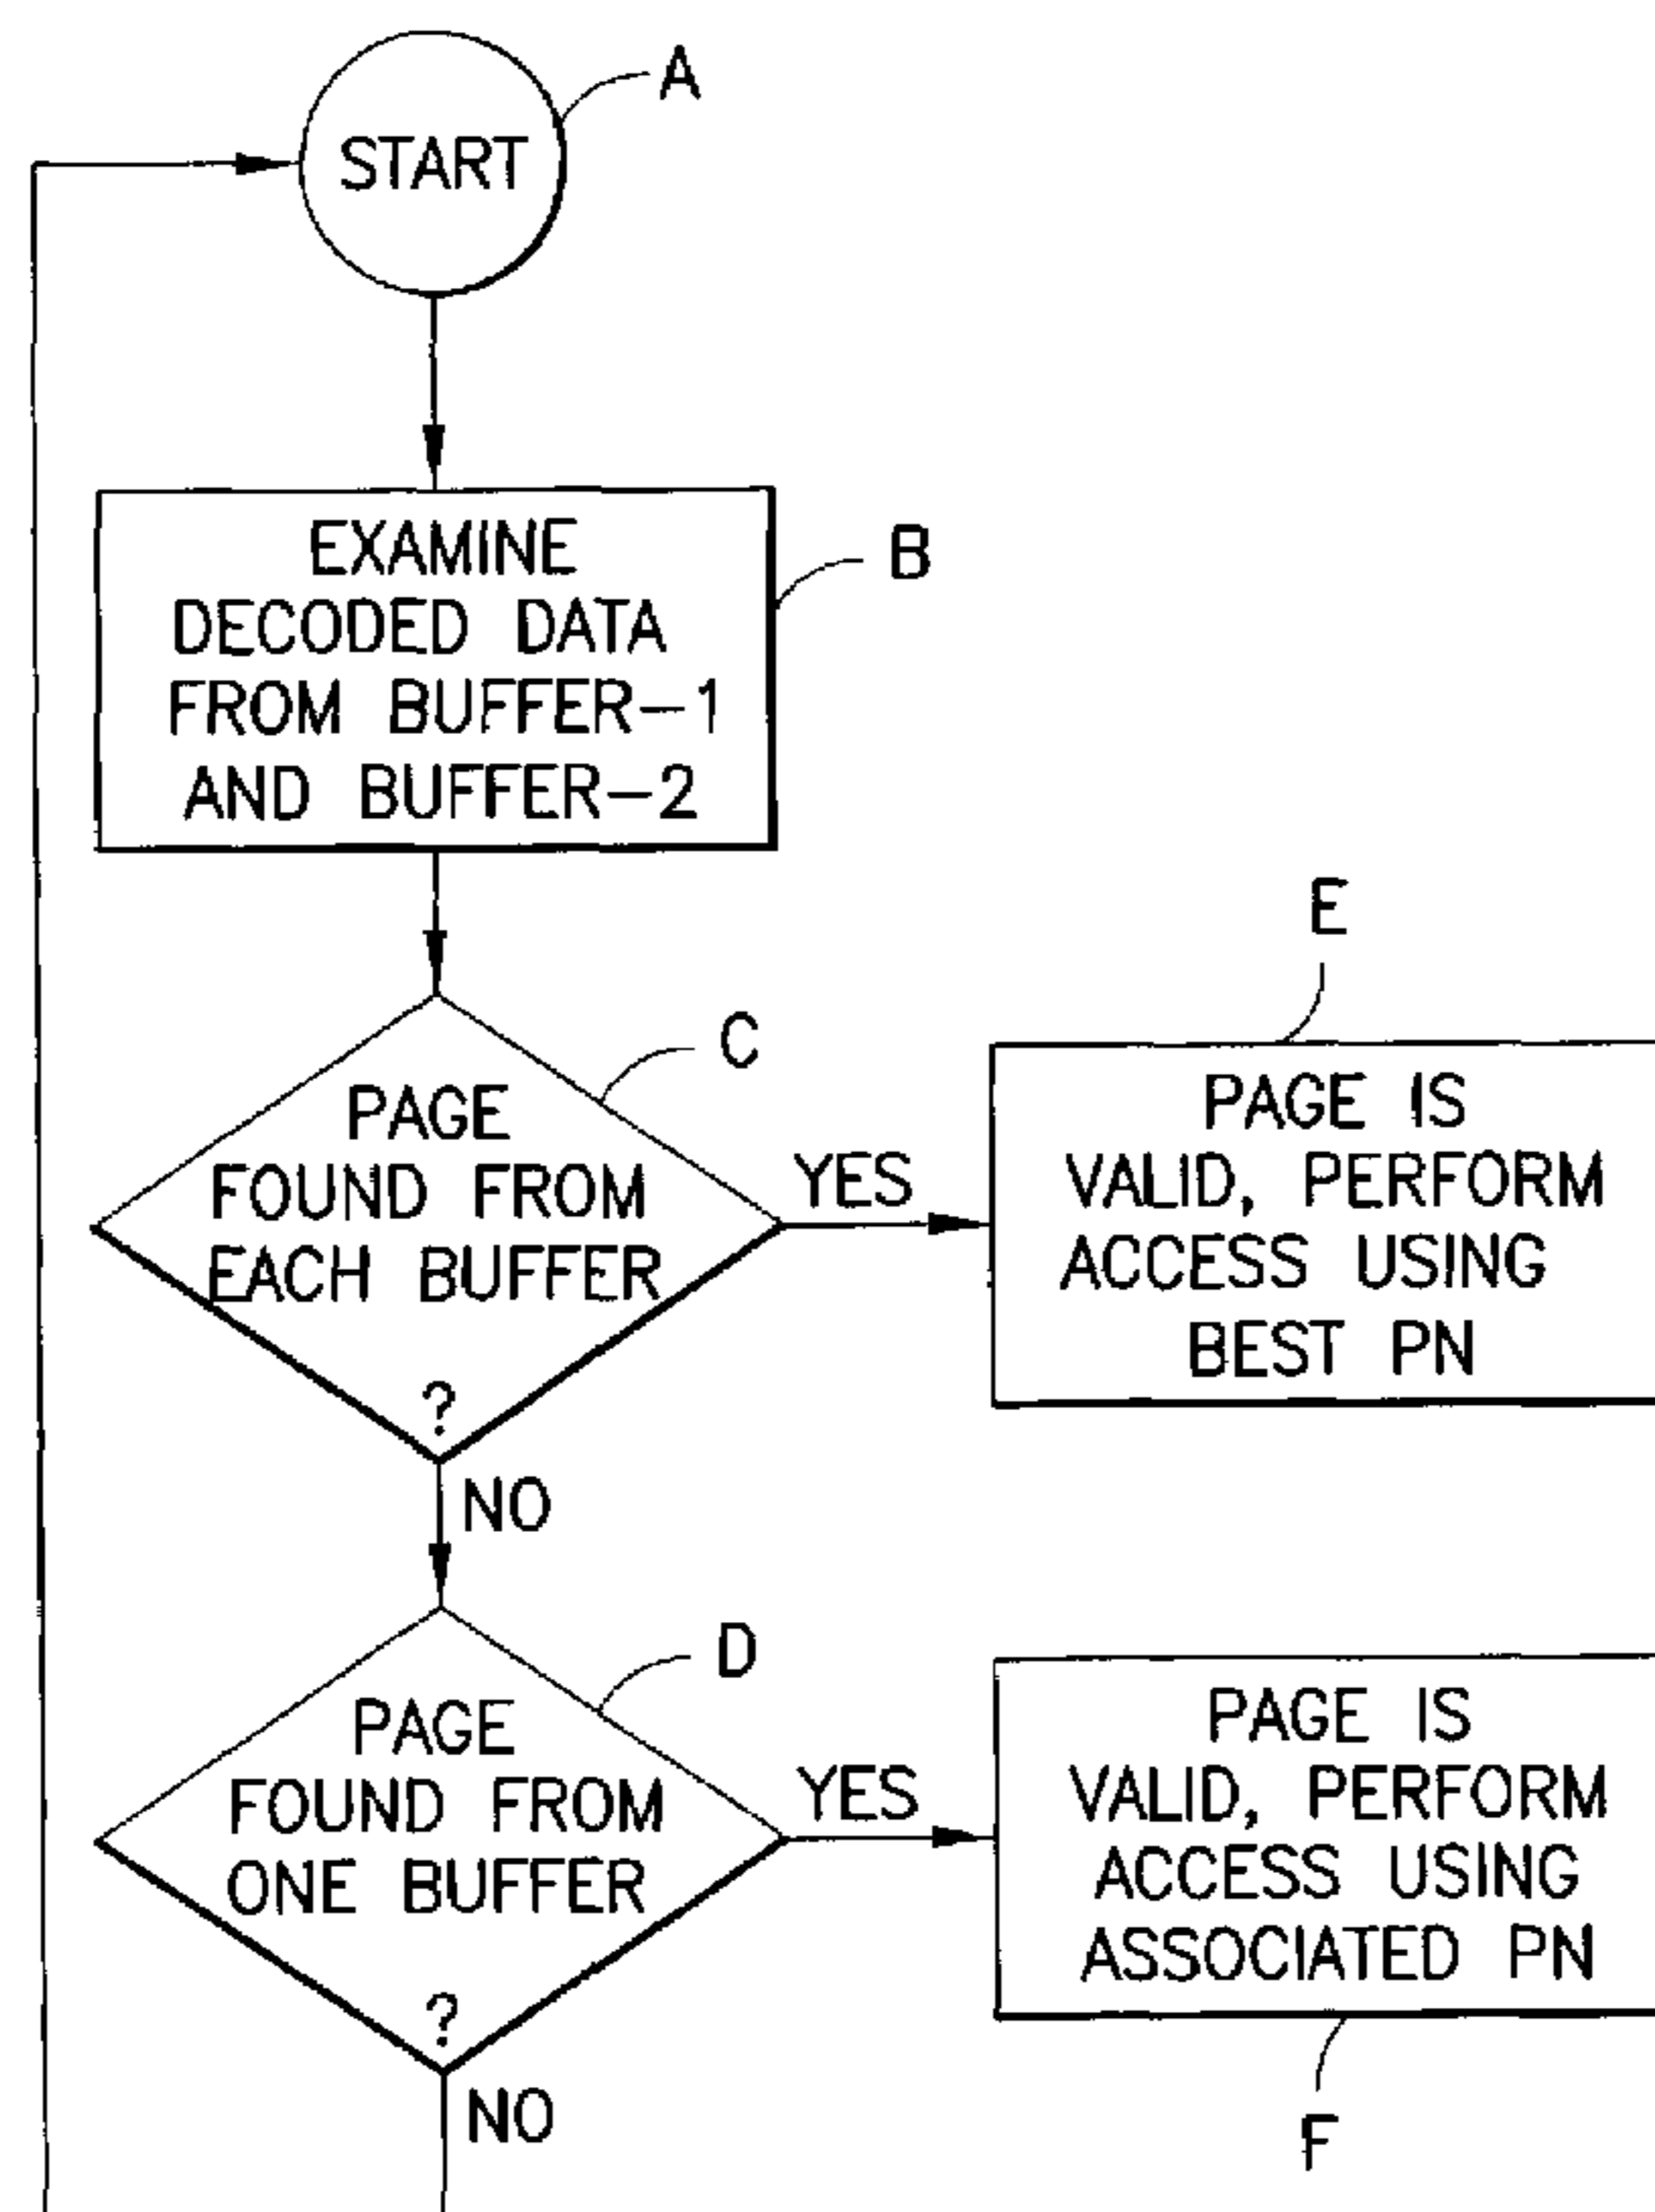 A
START
B
EXAMINE
DECODED DATA
FROM BUFFER-1
AND BUFFER-2
C
PAGE
FOUND FROM
EACH BUFFER
?
YES
E
PAGE IS
VALID, PERFORM
ACCESS USING
BEST PN
NO
D
PAGE
FOUND FROM
ONE BUFFER
?
YES
PAGE IS
VALID, PERFORM
ACCESS USING
ASSOCIATED PN
F
NO